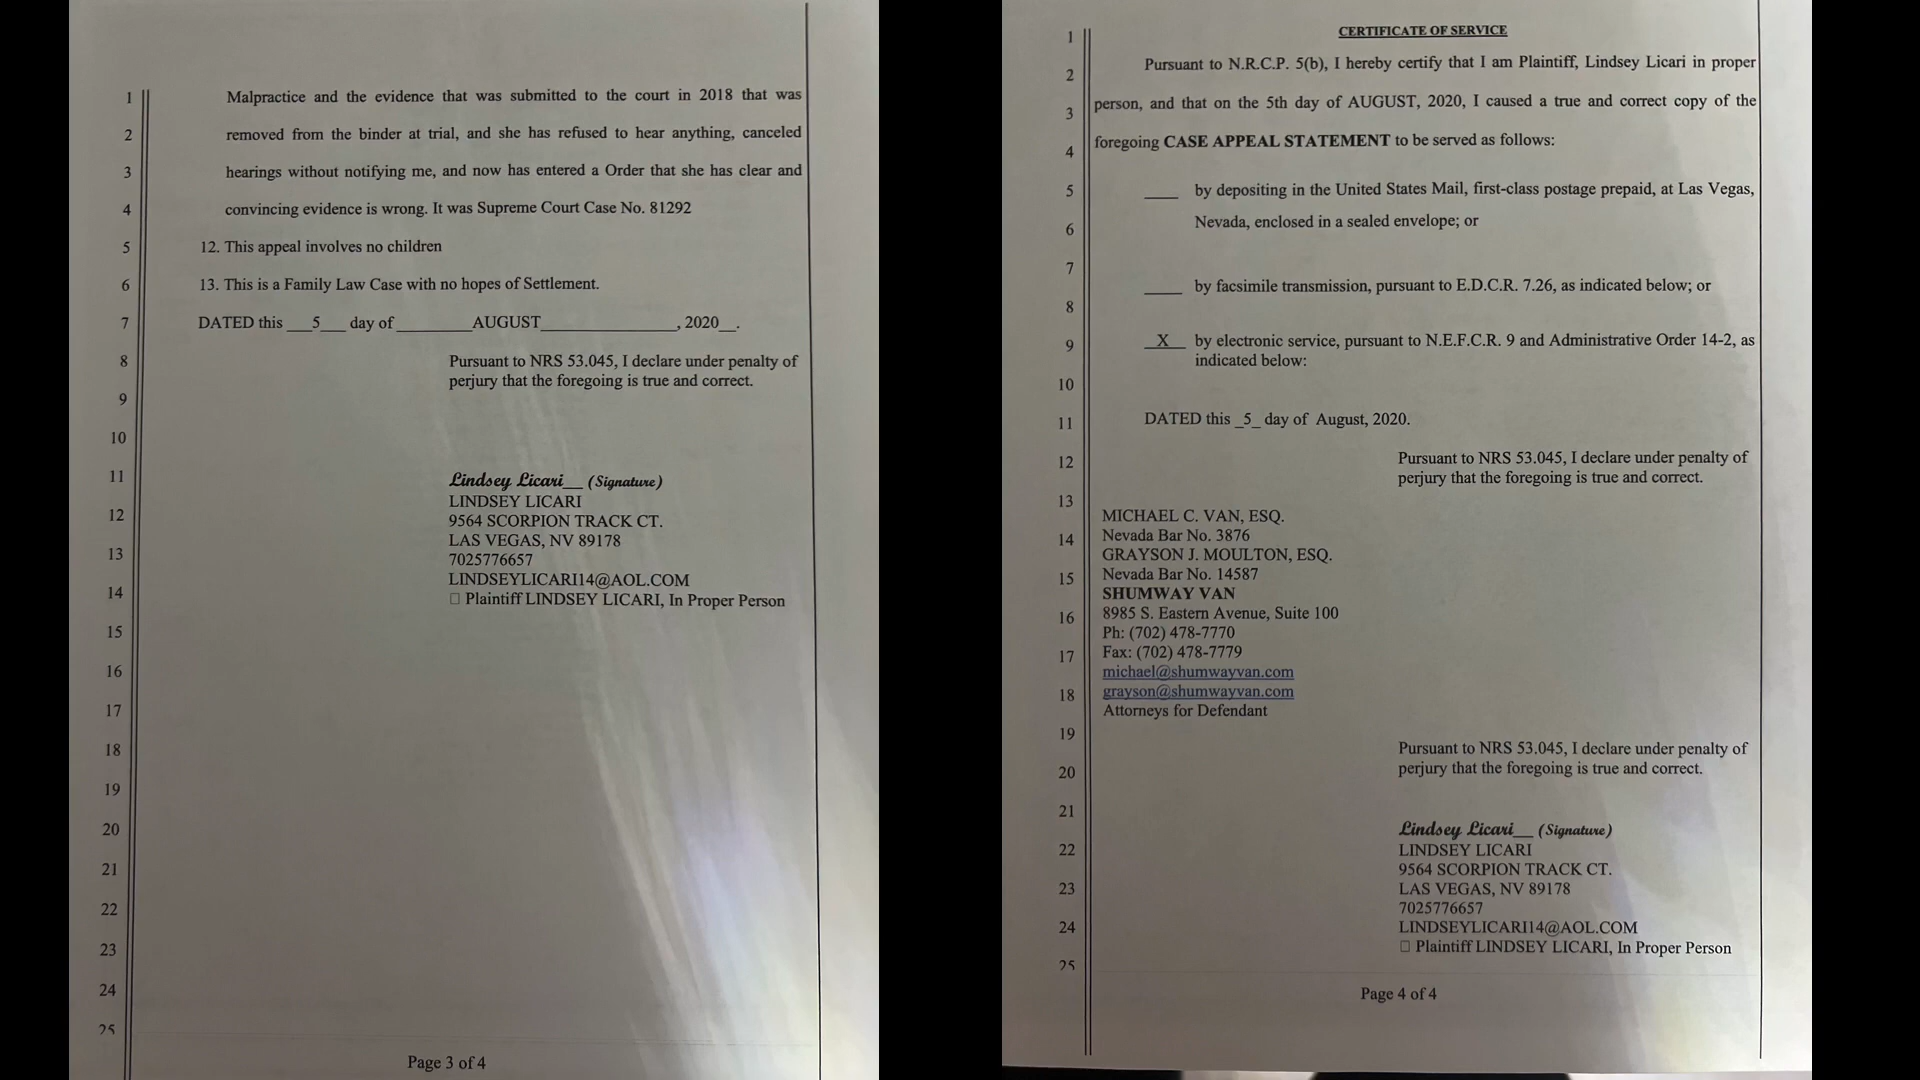 1
Malpractice and the evidence that was submitted to the court in 2018 that was
2
removed from the binder at trial, and she has refused to hear anything, canceled
3
hearings without notifying me, and now has entered a Order that she has clear and
4
convincing evidence is wrong. It was Supreme Court Case No. 81292
5
12. This appeal involves no children
6
13. This is a Family Law Case with no hopes of Settlement.
7
DATED this ___5___ day of ________AUGUST_______________, 2020__.
8
Pursuant to NRS 53.045, I declare under penalty of
perjury that the foregoing is true and correct.
9
10
11
Lindsey Licari__ (Signature)
LINDSEY LICARI
12
9564 SCORPION TRACK CT.
LAS VEGAS, NV 89178
13
7025776657
LINDSEYLICARI14@AOL.COM
14
☐ Plaintiff LINDSEY LICARI, In Proper Person
15
16
17
18
19
20
21
22
23
24
25
Page 3 of 4
CERTIFICATE OF SERVICE
1
Pursuant to N.R.C.P. 5(b), I hereby certify that I am Plaintiff, Lindsey Licari in proper
2
person, and that on the 5th day of AUGUST, 2020, I caused a true and correct copy of the
3
foregoing CASE APPEAL STATEMENT to be served as follows:
4
5
____ by depositing in the United States Mail, first-class postage prepaid, at Las Vegas,
Nevada, enclosed in a sealed envelope; or
6
7
____ by facsimile transmission, pursuant to E.D.C.R. 7.26, as indicated below; or
8
9
_X_ by electronic service, pursuant to N.E.F.C.R. 9 and Administrative Order 14-2, as
indicated below:
10
11
DATED this _5_ day of August, 2020.
12
Pursuant to NRS 53.045, I declare under penalty of
perjury that the foregoing is true and correct.
13
MICHAEL C. VAN, ESQ.
14
Nevada Bar No. 3876
GRAYSON J. MOULTON, ESQ.
15
Nevada Bar No. 14587
SHUMWAY VAN
16
8985 S. Eastern Avenue, Suite 100
Ph: (702) 478-7770
17
Fax: (702) 478-7779
michael@shumwayvan.com
18
grayson@shumwayvan.com
Attorneys for Defendant
19
Pursuant to NRS 53.045, I declare under penalty of
20
perjury that the foregoing is true and correct.
21
Lindsey Licari__ (Signature)
22
LINDSEY LICARI
9564 SCORPION TRACK CT.
23
LAS VEGAS, NV 89178
7025776657
24
LINDSEYLICARI14@AOL.COM
☐ Plaintiff LINDSEY LICARI, In Proper Person
25
Page 4 of 4